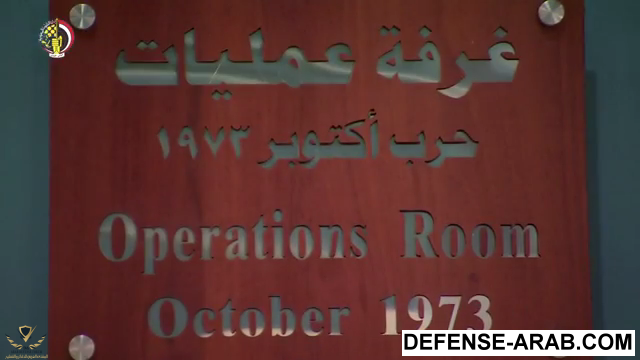 غرفة عمليات
حرب أكتوبر ١٩٧٣
Operations Room
October 1973
DEFENSE-ARAB.COM